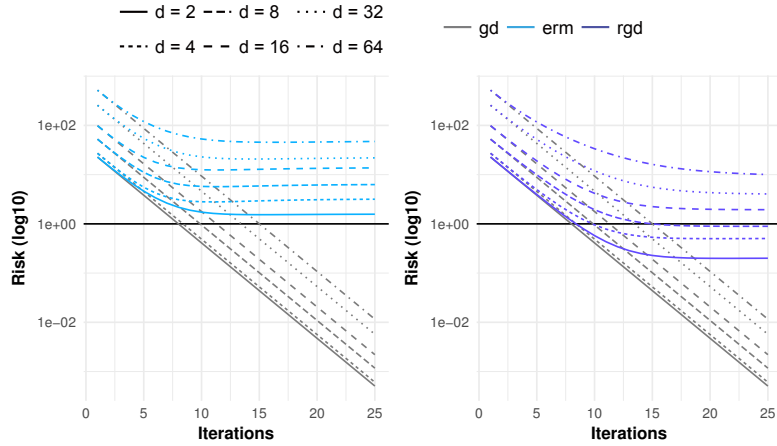 d = 2 d = 8 d = 32
d = 4 d = 16 d = 64
gd erm rgd
Risk (log10)
1e+02
1e+00
1e−02
0 5 10 15 20 25
Iterations
Risk (log10)
1e+02
1e+00
1e−02
0 5 10 15 20 25
Iterations